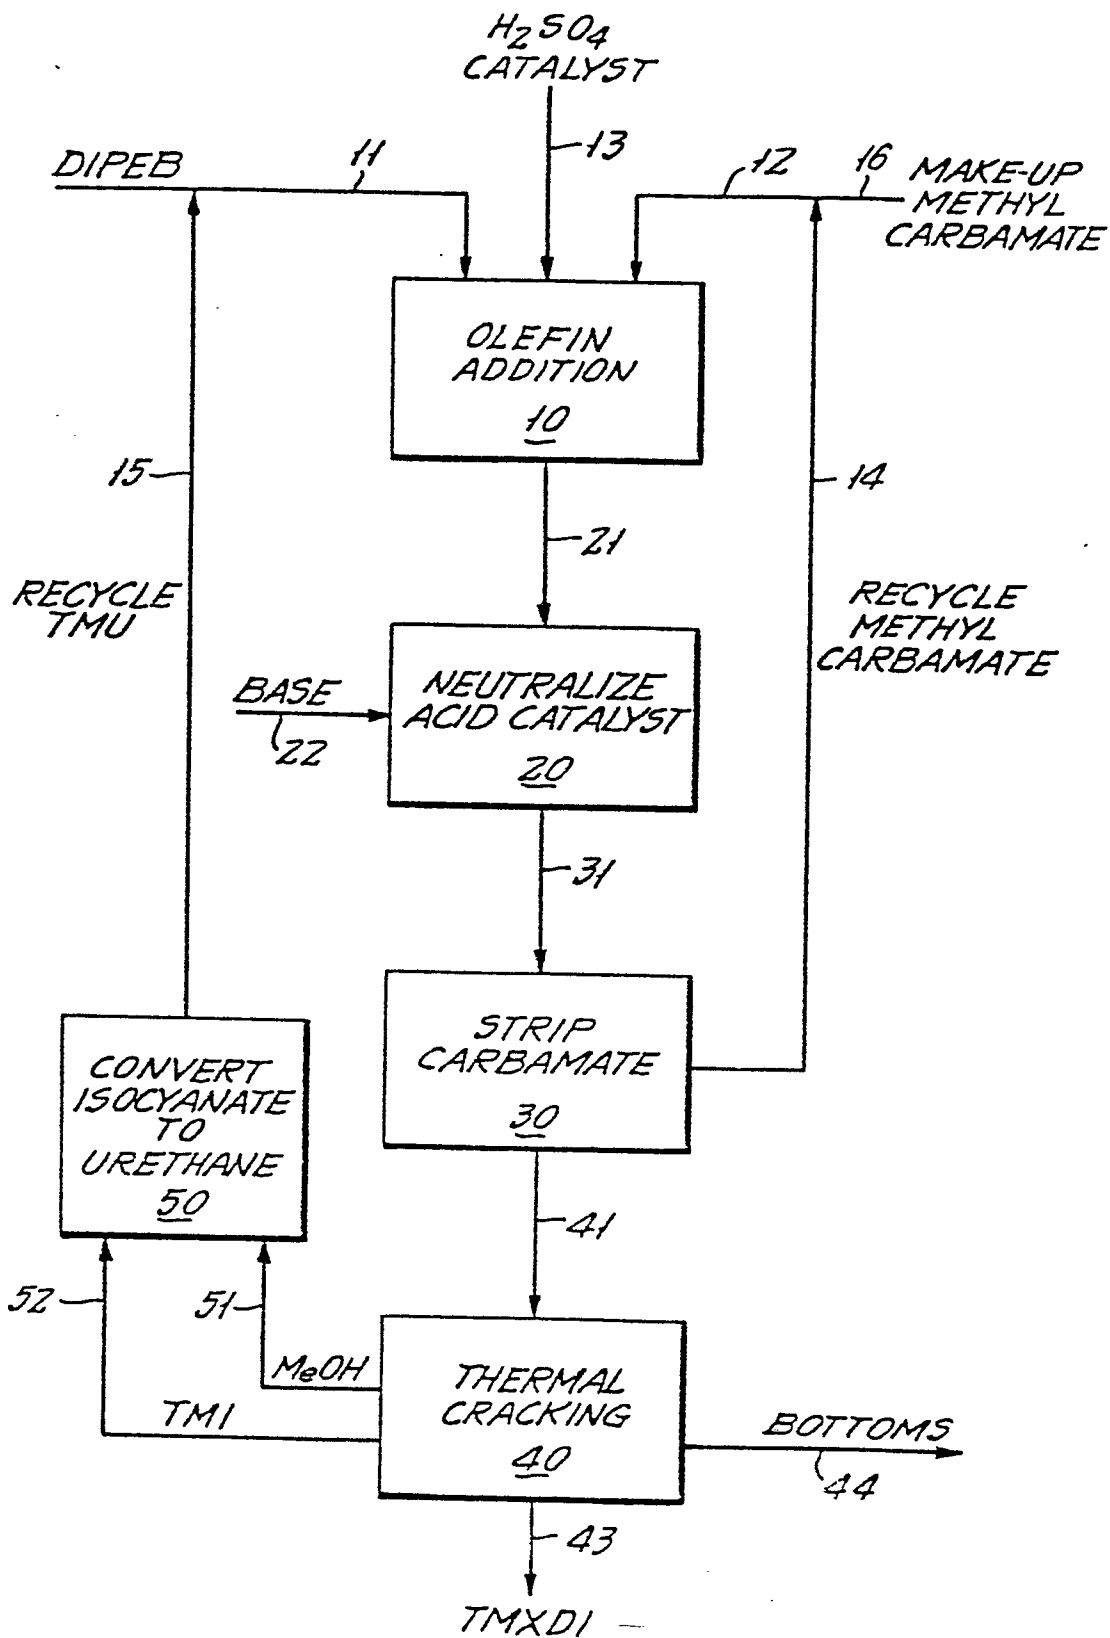 H2SO4
CATALYST
13
DIPEB
11
12
16
MAKE-UP
METHYL
CARBAMATE
OLEFIN
ADDITION
10
15
14
21
RECYCLE
TMU
RECYCLE
METHYL
CARBAMATE
BASE
22
NEUTRALIZE
ACID CATALYST
20
31
STRIP
CARBAMATE
30
CONVERT
ISOCYANATE
TO
URETHANE
50
41
52
51
MeOH
TMI
THERMAL
CRACKING
40
BOTTOMS
44
43
TMXDI